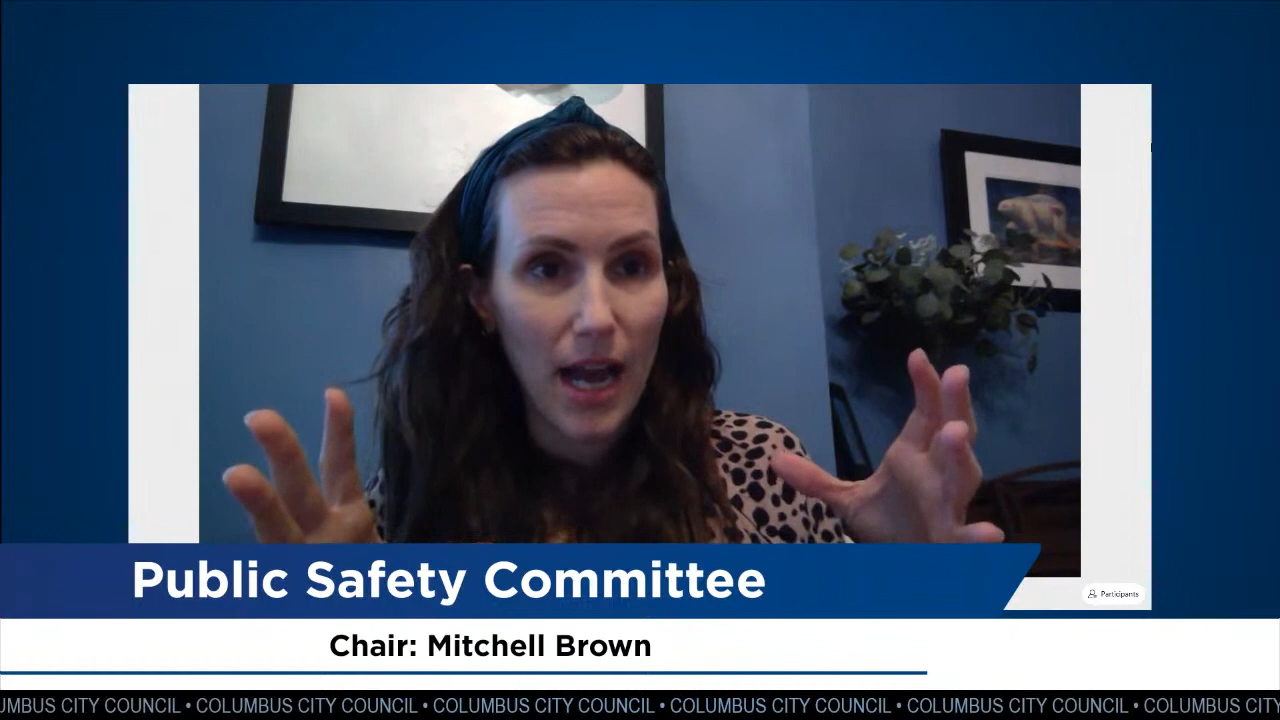 Participants
Public Safety Committee
Chair: Mitchell Brown
UMBUS CITY COUNCIL • COLUMBUS CITY COUNCIL • COLUMBUS CITY COUNCIL • COLUMBUS CITY COUNCIL • COLUMBUS CITY COUNCIL • COLUMBUS CITY